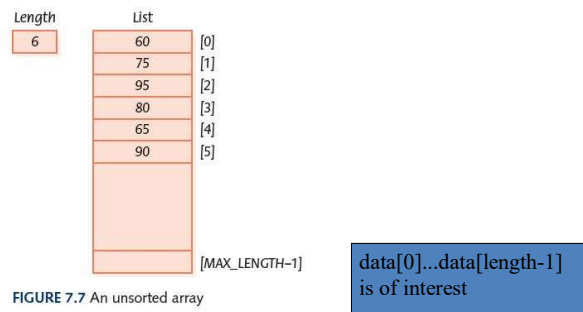 Length List
6 60 [0]
75 [1]
95 [2]
80 [3]
65 [4]
90 [5]
[MAX_LENGTH–1]
data[0]...data[length-1]
is of interest
FIGURE 7.7 An unsorted array